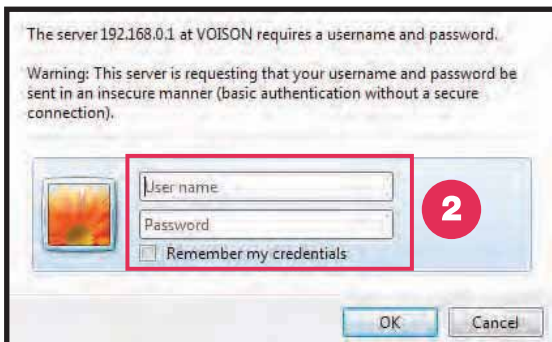 The server 192.168.0.1 at VOISON requires a username and password.
Warning: This server is requesting that your username and password be
sent in an insecure manner (basic authentication without a secure
connection).
User name
Password
Remember my credentials
2
OK
Cancel